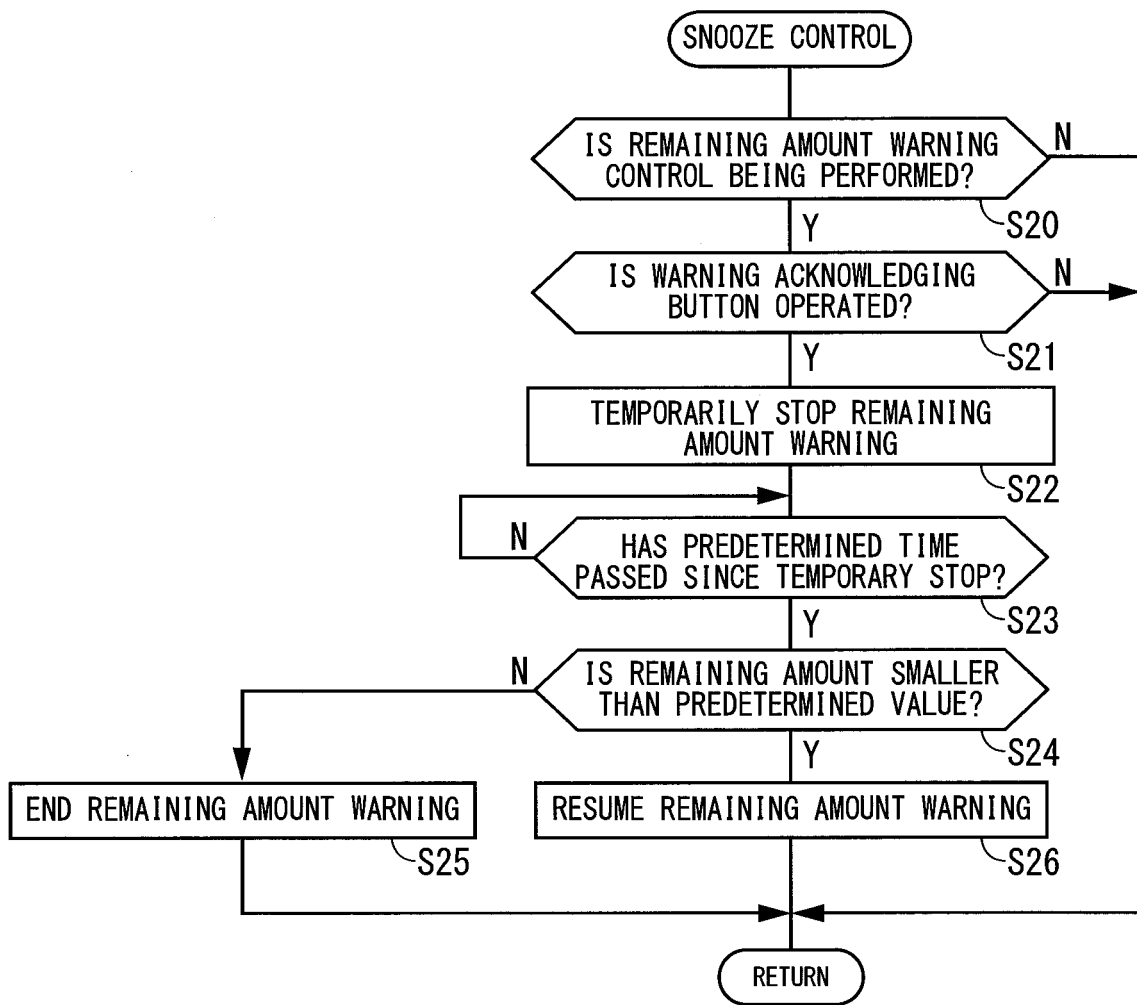 SNOOZE CONTROL
IS REMAINING AMOUNT WARNING
CONTROL BEING PERFORMED?
N
S20
Y
IS WARNING ACKNOWLEDGING
BUTTON OPERATED?
N
S21
Y
TEMPORARILY STOP REMAINING
AMOUNT WARNING
S22
N
HAS PREDETERMINED TIME
PASSED SINCE TEMPORARY STOP?
S23
Y
N
IS REMAINING AMOUNT SMALLER
THAN PREDETERMINED VALUE?
S24
Y
END REMAINING AMOUNT WARNING
S25
RESUME REMAINING AMOUNT WARNING
S26
RETURN